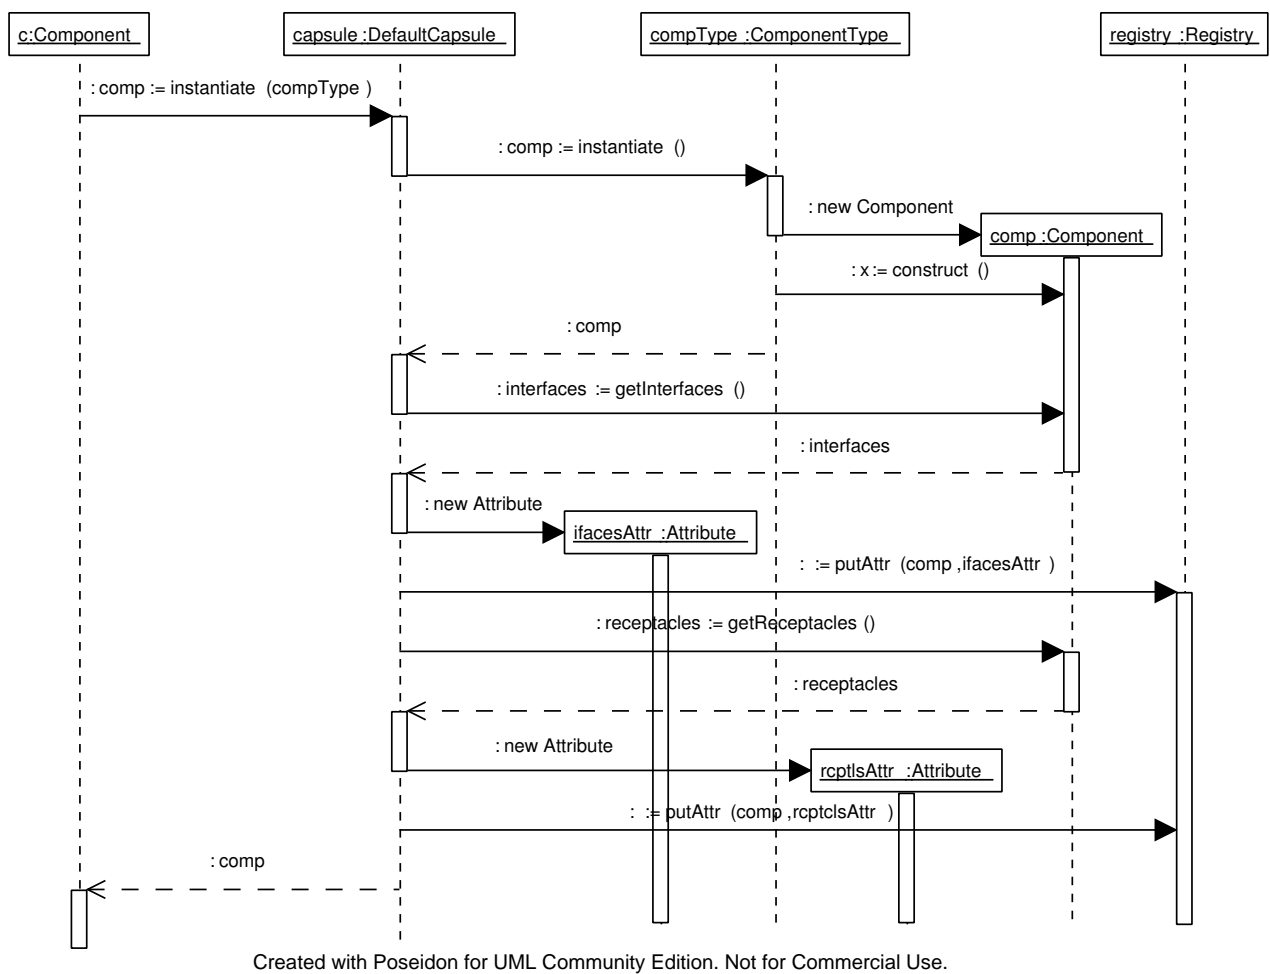 c::Component
capsule :DefaultCapsule
compType :ComponentType
registry :Registry
: comp := instantiate (compType )
: comp := instantiate ()
: new Component
comp :Component
: x := construct ()
: comp
: interfaces := getInterfaces ()
: interfaces
: new Attribute
ifacesAttr :Attribute
: := putAttr (comp ,ifacesAttr )
: receptacles := getReceptacles ()
: receptacles
: new Attribute
rcptlsAttr :Attribute
: := putAttr (comp ,rcptclsAttr )
: comp
Created with Poseidon for UML Community Edition. Not for Commercial Use.